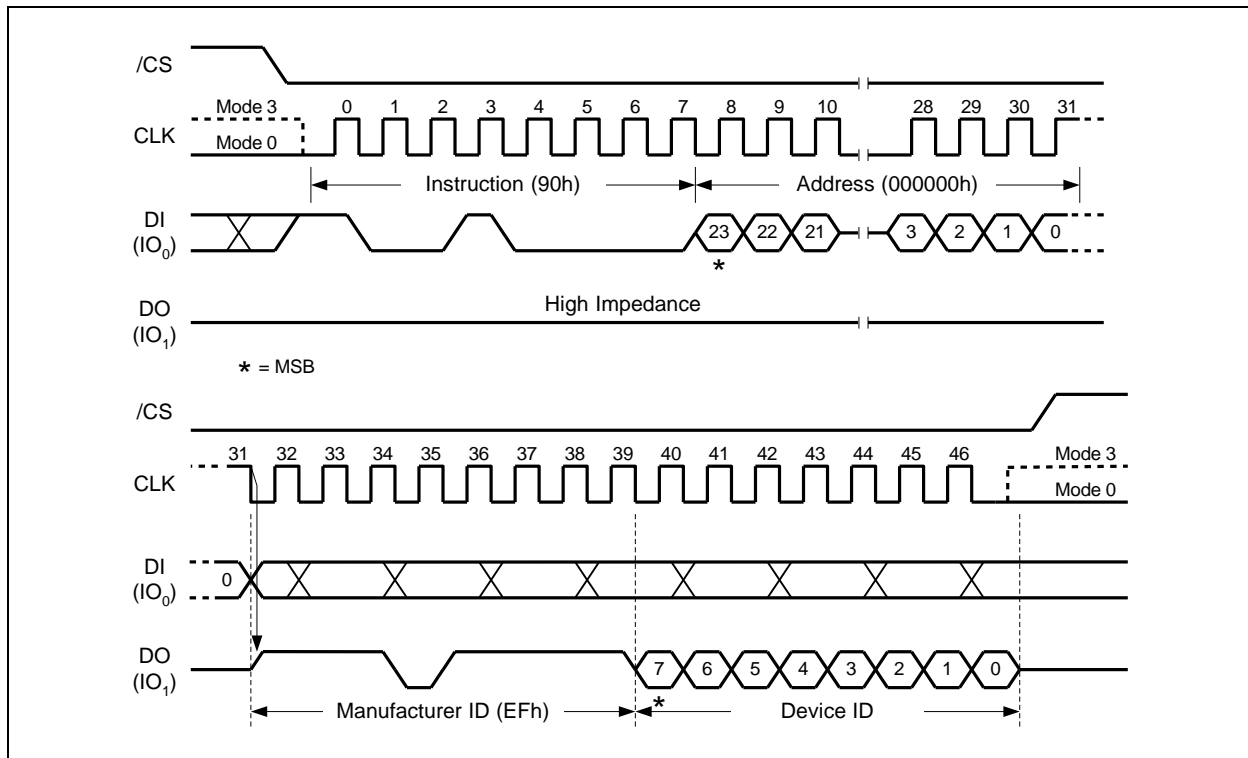 /CS
Mode 3 0 1 2 3 4 5 6 7 8 9 10 28 29 30 31
CLK
Mode 0
Instruction (90h) Address (000000h)
DI
(IO0) 23 22 21 3 2 1 0
*
High Impedance
DO
(IO1)
* = MSB
/CS
31 32 33 34 35 36 37 38 39 40 41 42 43 44 45 46 Mode 3
CLK
Mode 0
DI
(IO0) 0
DO
(IO1) 7 6 5 4 3 2 1 0
*
Manufacturer ID (EFh) Device ID